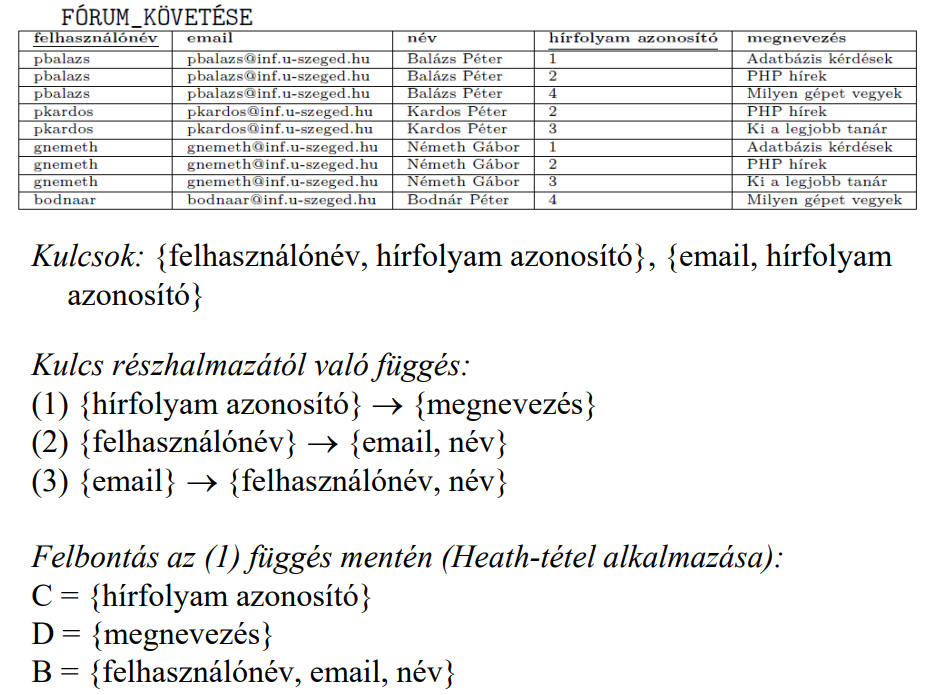 FÓRUM_KÖVETÉSE
felhasználónév email név hírfolyam azonosító megnevezés
pbalazs pbalazs@inf.u-szeged.hu Balázs Péter 1 Adatbázis kérdések
pbalazs pbalazs@inf.u-szeged.hu Balázs Péter 2 PHP hírek
pbalazs pbalazs@inf.u-szeged.hu Balázs Péter 4 Milyen gépet vegyek
pkardos pkardos@inf.u-szeged.hu Kardos Péter 2 PHP hírek
pkardos pkardos@inf.u-szeged.hu Kardos Péter 3 Ki a legjobb tanár
gnemeth gnemeth@inf.u-szeged.hu Németh Gábor 1 Adatbázis kérdések
gnemeth gnemeth@inf.u-szeged.hu Németh Gábor 2 PHP hírek
gnemeth gnemeth@inf.u-szeged.hu Németh Gábor 3 Ki a legjobb tanár
bodnaar bodnaar@inf.u-szeged.hu Bodnár Péter 4 Milyen gépet vegyek
Kulcsok: {felhasználónév, hírfolyam azonosító}, {email, hírfolyam
azonosító}
Kulcs részhalmazától való függés:
(1) {hírfolyam azonosító} → {megnevezés}
(2) {felhasználónév} → {email, név}
(3) {email} → {felhasználónév, név}
Felbontás az (1) függés mentén (Heath-tétel alkalmazása):
C = {hírfolyam azonosító}
D = {megnevezés}
B = {felhasználónév, email, név}